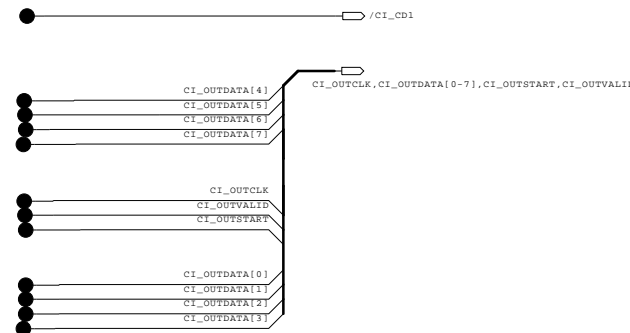 /CI_CD1
CI_OUTCLK,CI_OUTDATA[0-7],CI_OUTSTART,CI_OUTVALI
CI_OUTDATA[4]
CI_OUTDATA[5]
CI_OUTDATA[6]
CI_OUTDATA[7]
CI_OUTCLK
CI_OUTVALID
CI_OUTSTART
CI_OUTDATA[0]
CI_OUTDATA[1]
CI_OUTDATA[2]
CI_OUTDATA[3]